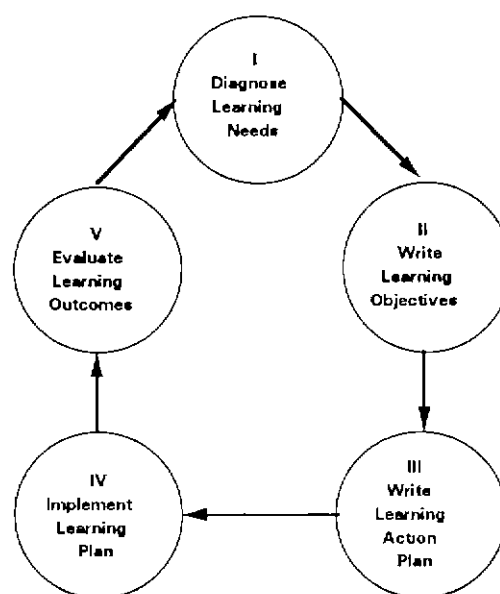 I
Diagnose
Learning
Needs
II
Write
Learning
Objectives
III
Write
Learning
Action
Plan
IV
Implement
Learning
Plan
V
Evaluate
Learning
Outcomes